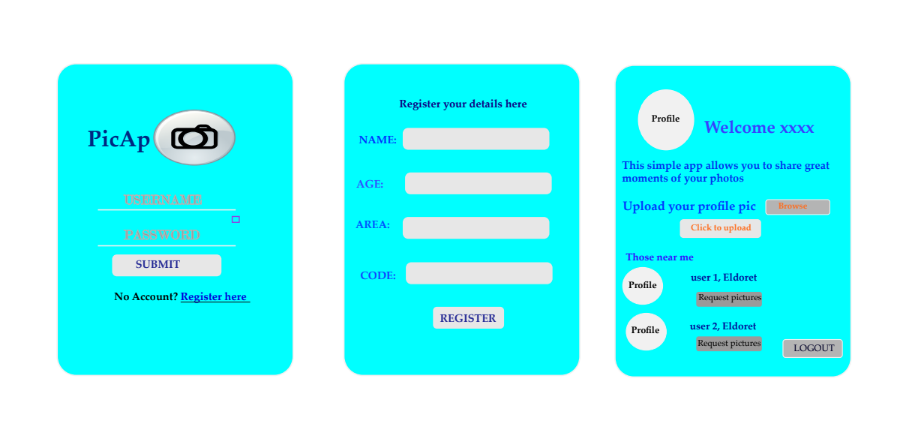 PicAp
USERNAME
PASSWORD
SUBMIT
No Account? Register here
Register your details here
NAME:
AGE:
AREA:
CODE:
REGISTER
Profile
Welcome xxxx
This simple app allows you to share great
moments of your photos
Upload your profile pic
Browse
Click to upload
Those near me
Profile
user 1, Eldoret
Request pictures
Profile
user 2, Eldoret
Request pictures
LOGOUT